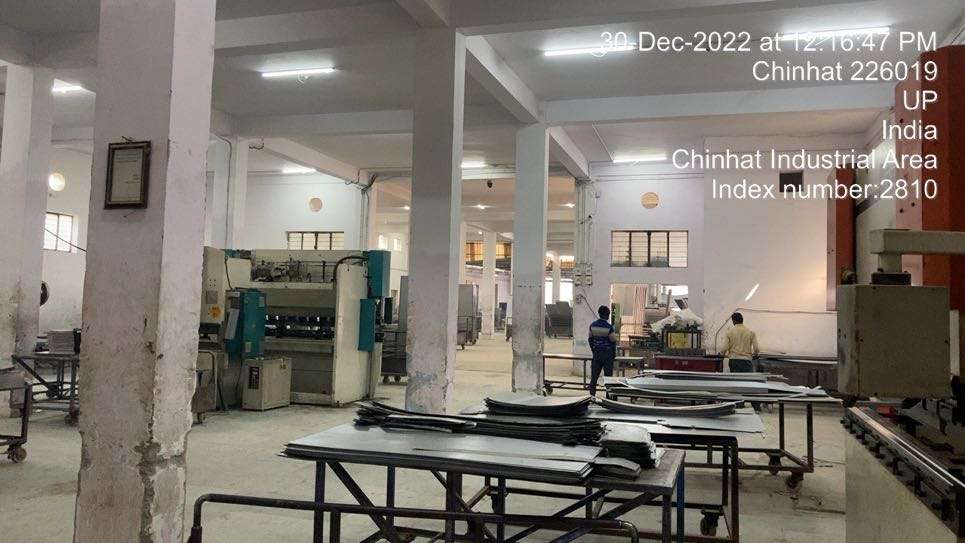 30-Dec-2022 at 12:16:47 PM
Chinhat 226019
UP
India
Chinhat Industrial Area
Index number:2810